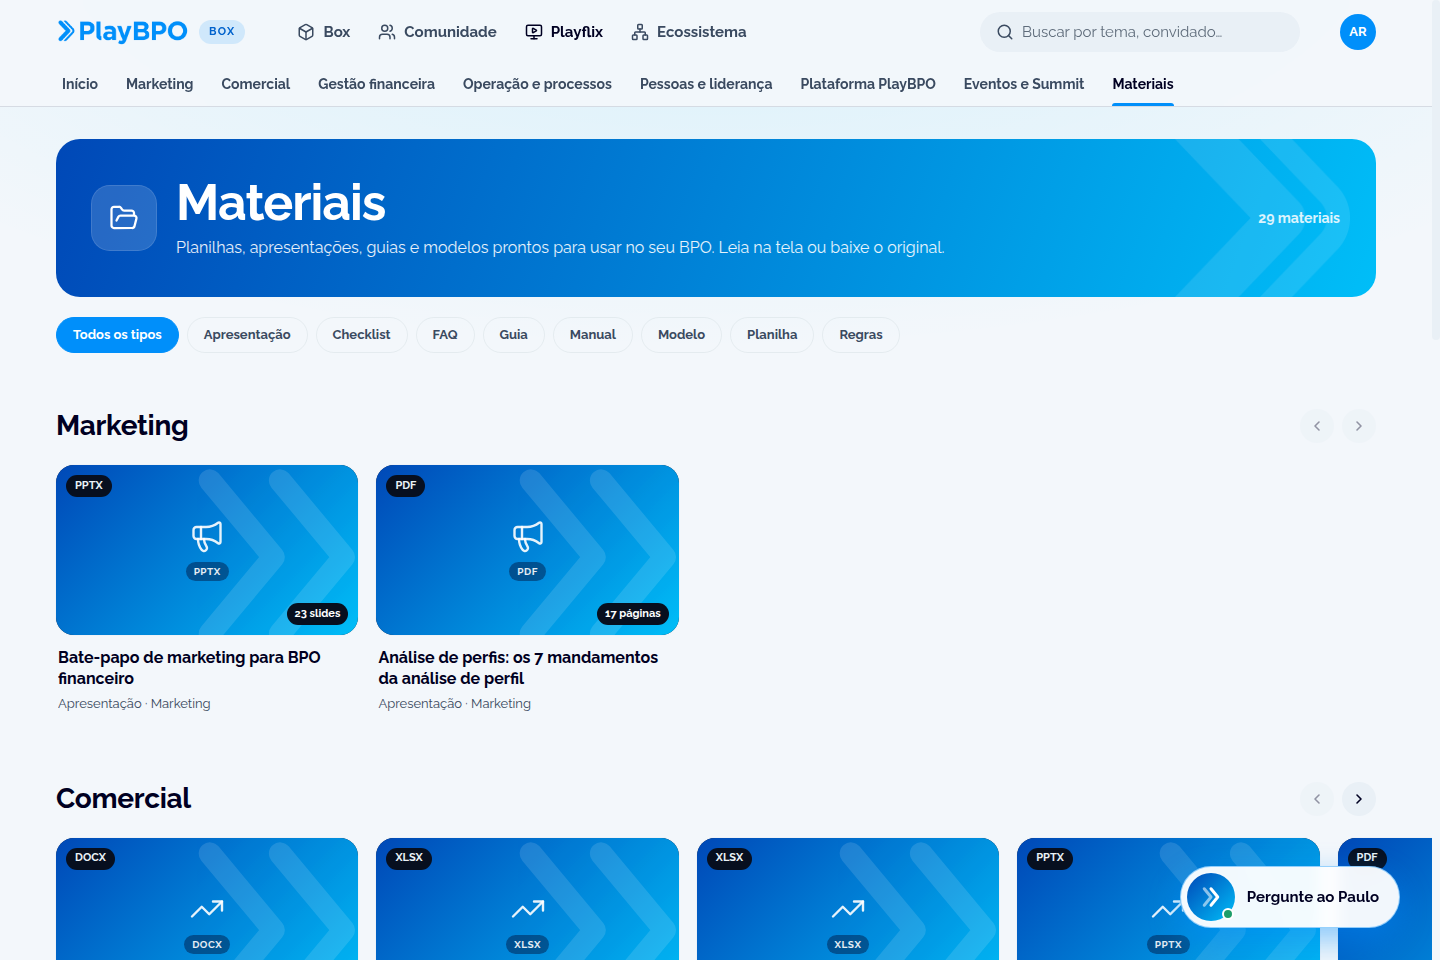 PlayBPO
BOX
Box
Comunidade
Playflix
Ecossistema
Buscar por tema, convidado...
AR
Início
Marketing
Comercial
Gestão financeira
Operação e processos
Pessoas e liderança
Plataforma PlayBPO
Eventos e Summit
Materiais
Materiais
Planilhas, apresentações, guias e modelos prontos para usar no seu BPO. Leia na tela ou baixe o original.
29 materiais
Todos os tipos
Apresentação
Checklist
FAQ
Guia
Manual
Modelo
Planilha
Regras
Marketing
PPTX
PPTX
23 slides
Bate-papo de marketing para BPO
financeiro
Apresentação · Marketing
PDF
PDF
17 páginas
Análise de perfis: os 7 mandamentos
da análise de perfil
Apresentação · Marketing
Comercial
DOCX
DOCX
XLSX
XLSX
XLSX
XLSX
PPTX
PPTX
PDF
Pergunte ao Paulo